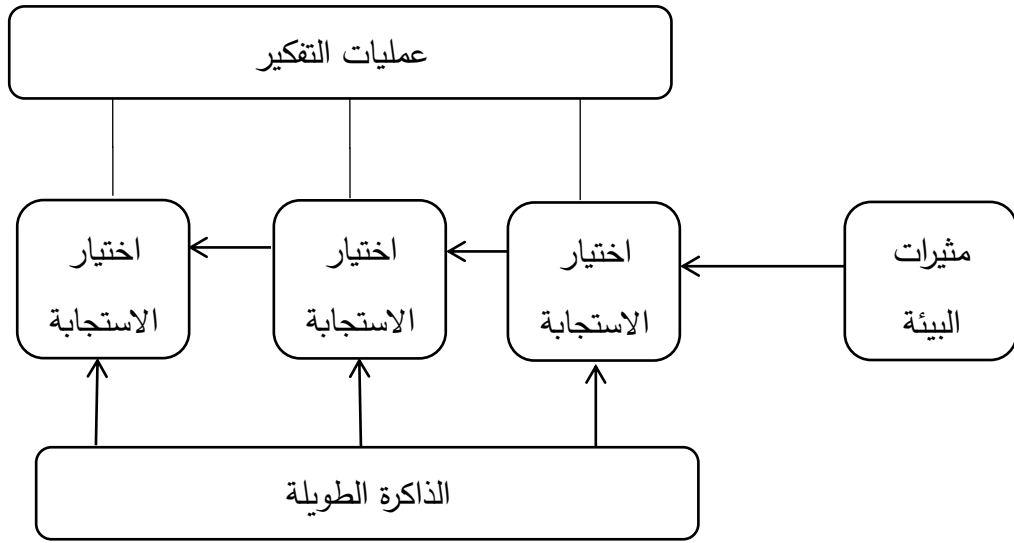 عمليات التفكير
مثيرات
البيئة
اختيار
الاستجابة
اختيار
الاستجابة
اختيار
الاستجابة
الذاكرة الطويلة